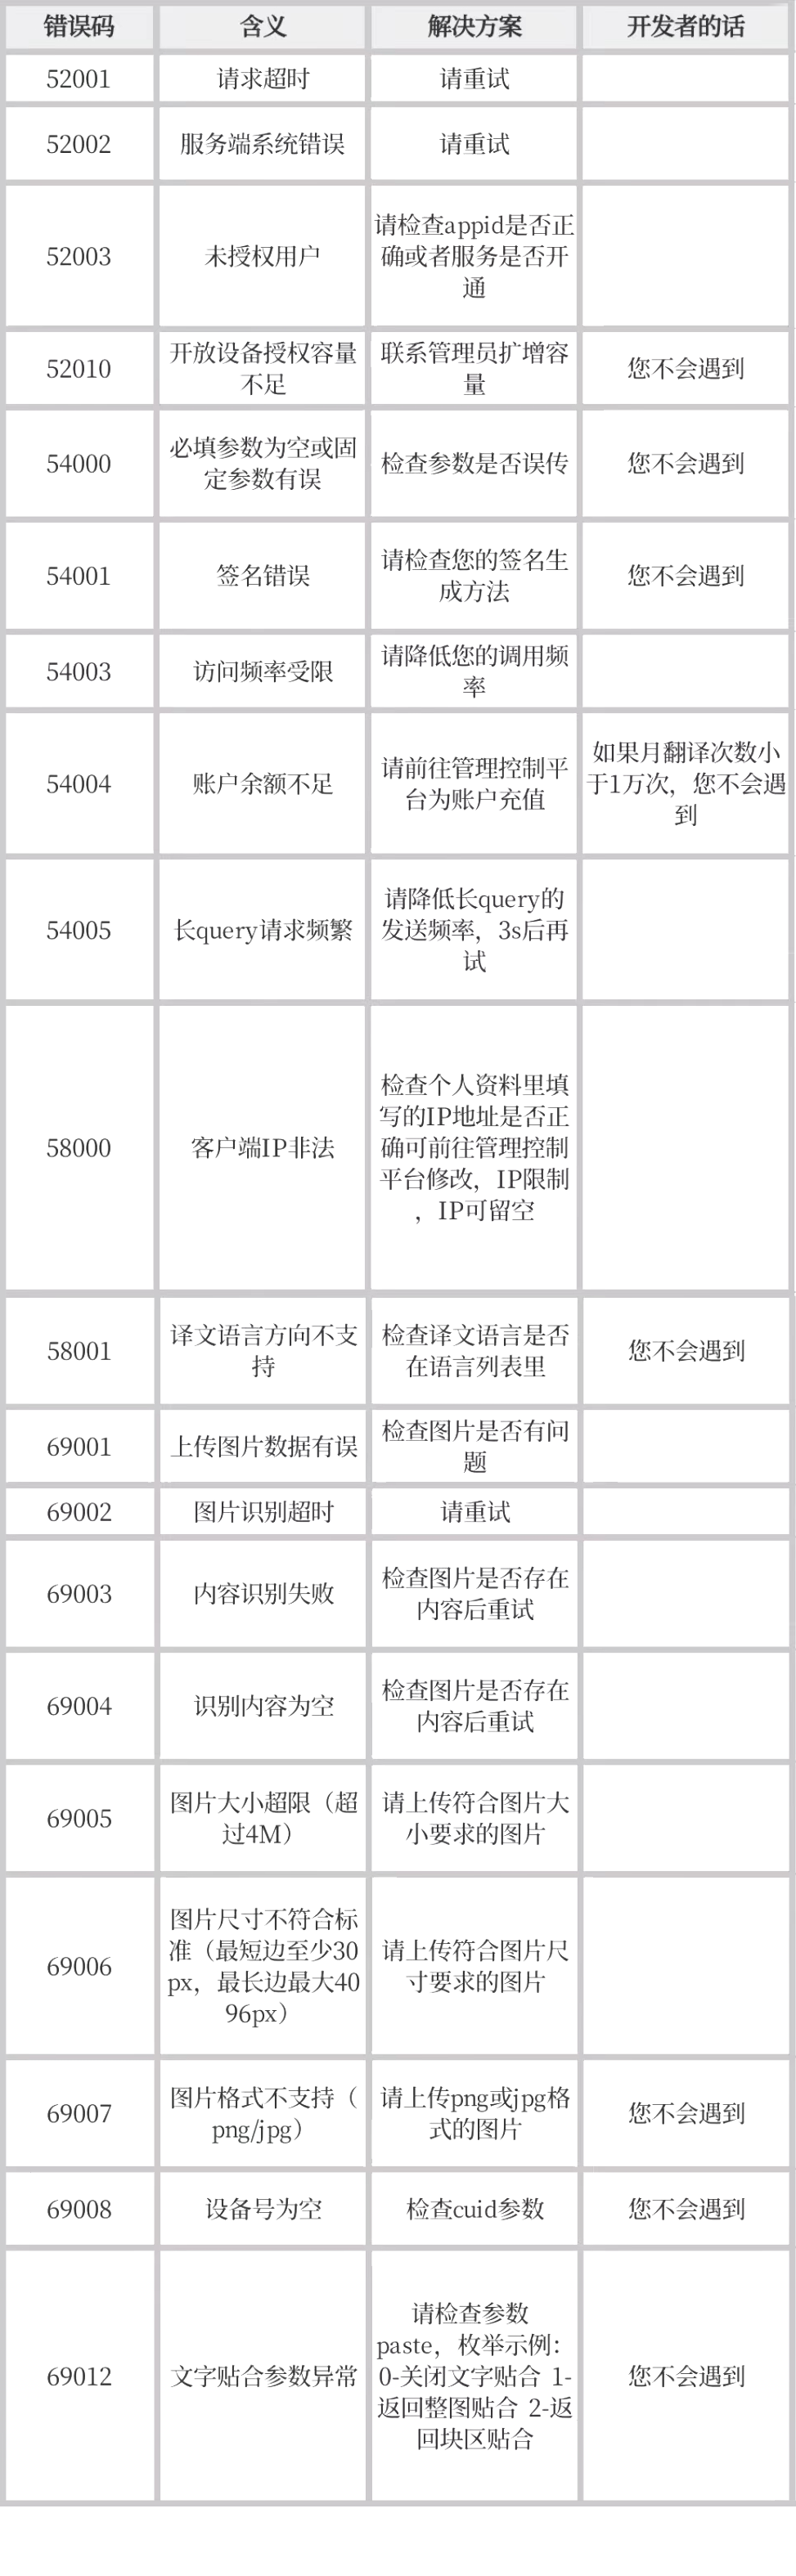 错误码 含义 解决方案 开发者的话
52001 请求超时 请重试
52002 服务端系统错误 请重试
52003 未授权用户 请检查appid是否正
确或者服务是否开
通
52010 开放设备授权容量
不足 联系管理员扩增容
量 您不会遇到
54000 必填参数为空或固
定参数有误 检查参数是否误传 您不会遇到
54001 签名错误 请检查您的签名生
成方法 您不会遇到
54003 访问频率受限 请降低您的调用频
率
54004 账户余额不足 请前往管理控制平
台为账户充值 如果月翻译次数小
于1万次，您不会遇
到
54005 长query请求频繁 请降低长query的
发送频率，3s后再
试
58000 客户端IP非法 检查个人资料里填
写的IP地址是否正
确可前往管理控制
平台修改，IP限制
，IP可留空
58001 译文语言方向不支
持 检查译文语言是否
在语言列表里 您不会遇到
69001 上传图片数据有误 检查图片是否有问
题
69002 图片识别超时 请重试
69003 内容识别失败 检查图片是否存在
内容后重试
69004 识别内容为空 检查图片是否存在
内容后重试
69005 图片大小超限（超
过4M） 请上传符合图片大
小要求的图片
69006 图片尺寸不符合标
准（最短边至少30
px，最长边最大40
96px） 请上传符合图片尺
寸要求的图片
69007 图片格式不支持（
png/jpg） 请上传png或jpg格
式的图片 您不会遇到
69008 设备号为空 检查cuid参数 您不会遇到
69012 文字贴合参数异常 请检查参数
paste，枚举示例：
0-关闭文字贴合 1-
返回整图贴合 2-返
回块区贴合 您不会遇到